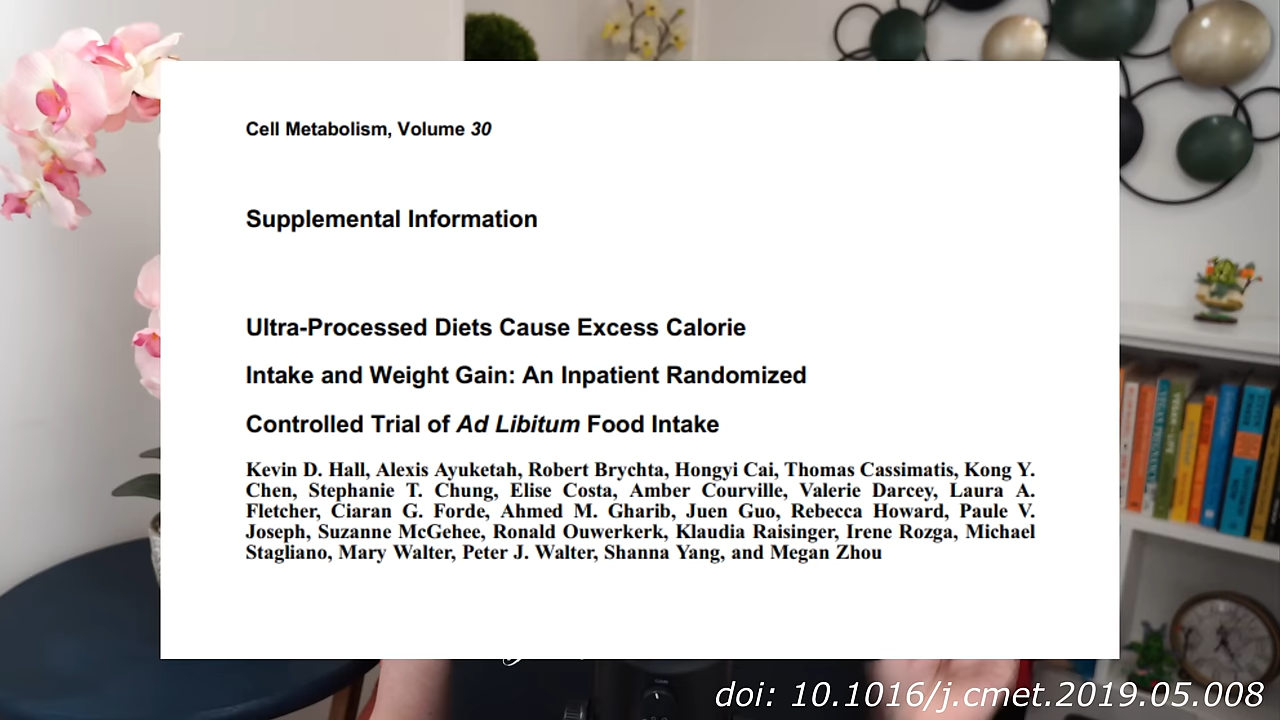 Cell Metabolism, Volume 30
Supplemental Information
Ultra-Processed Diets Cause Excess Calorie
Intake and Weight Gain: An Inpatient Randomized
Controlled Trial of Ad Libitum Food Intake
Kevin D. Hall, Alexis Ayuketah, Robert Brychta, Hongyi Cai, Thomas Cassimatis, Kong Y.
Chen, Stephanie T. Chung, Elise Costa, Amber Courville, Valerie Darcey, Laura A.
Fletcher, Ciaran G. Forde, Ahmed M. Gharib, Juen Guo, Rebecca Howard, Paule V.
Joseph, Suzanne McGehee, Ronald Ouwerkerk, Klaudia Raisinger, Irene Rozga, Michael
Stagliano, Mary Walter, Peter J. Walter, Shanna Yang, and Megan Zhou
doi: 10.1016/j.cmet.2019.05.008